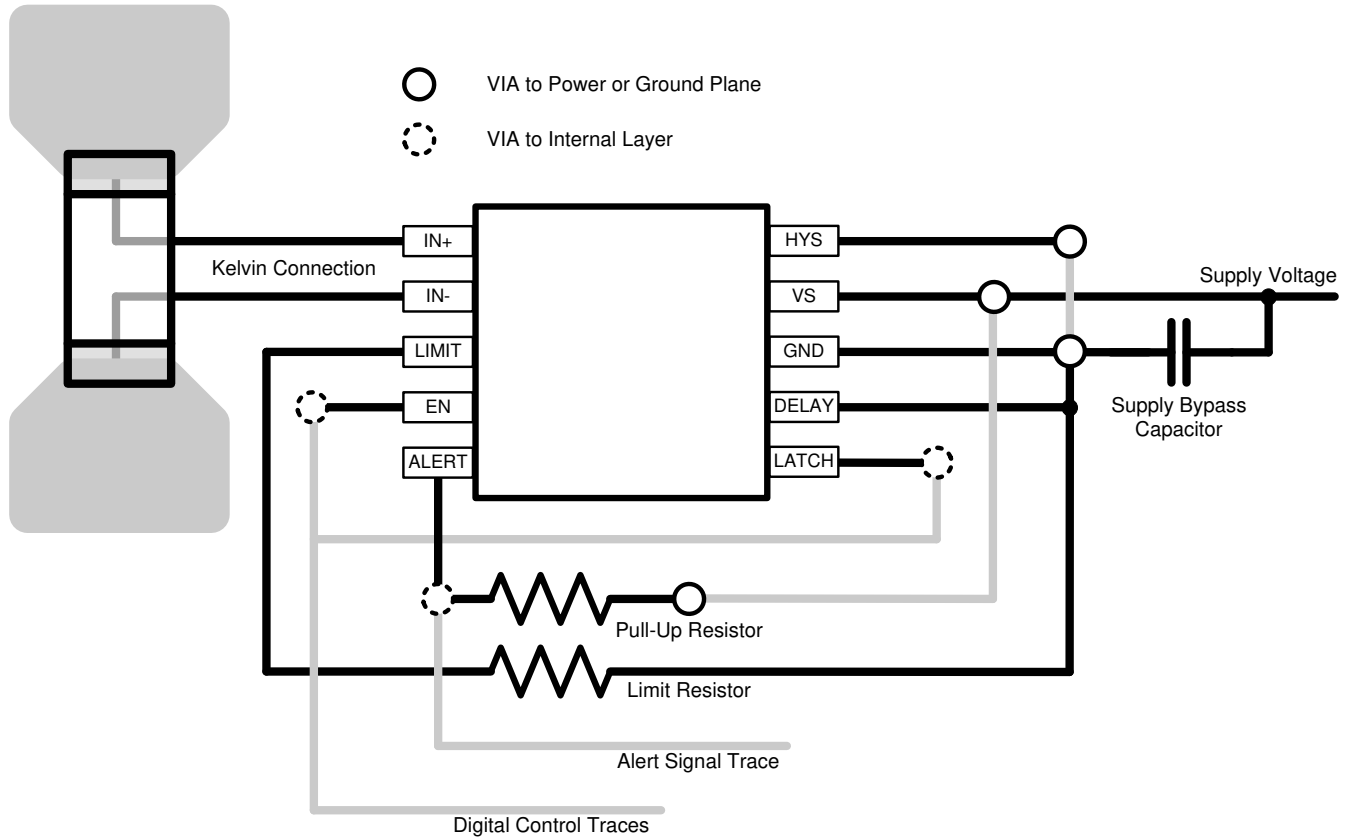 VIA to Power or Ground Plane
VIA to Internal Layer
IN+
HYS
Kelvin Connection
Supply Voltage
IN-
VS
LIMIT
GND
EN
DELAY
Supply Bypass
Capacitor
ALERT
LATCH
Pull-Up Resistor
Limit Resistor
Alert Signal Trace
Digital Control Traces